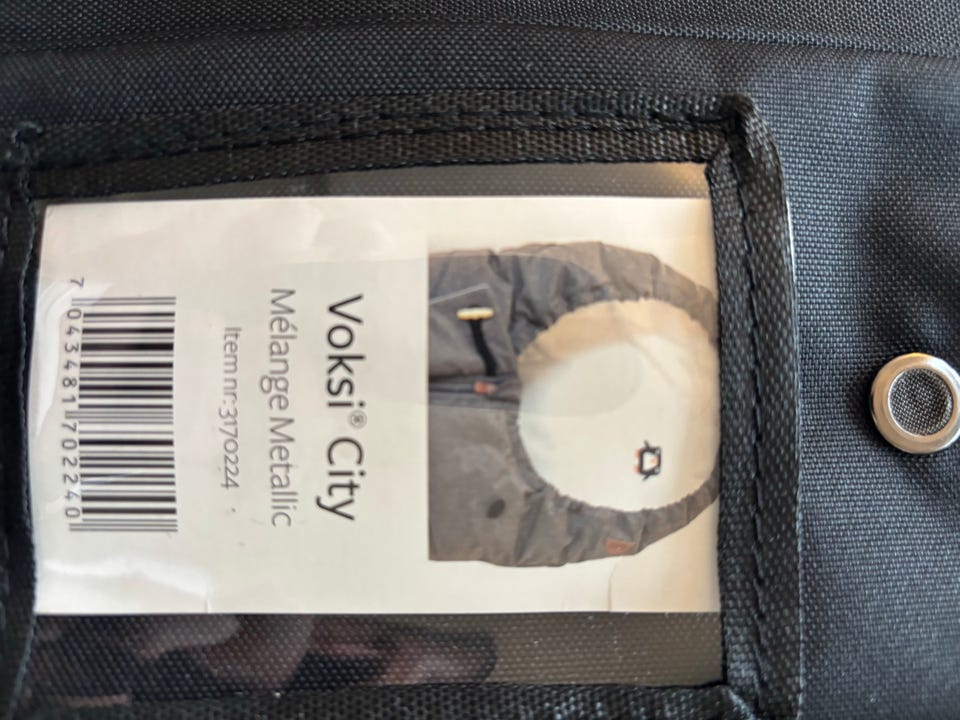 Voksi® City
Mélange Metallic
Item nr:3170224
7 043481 702240